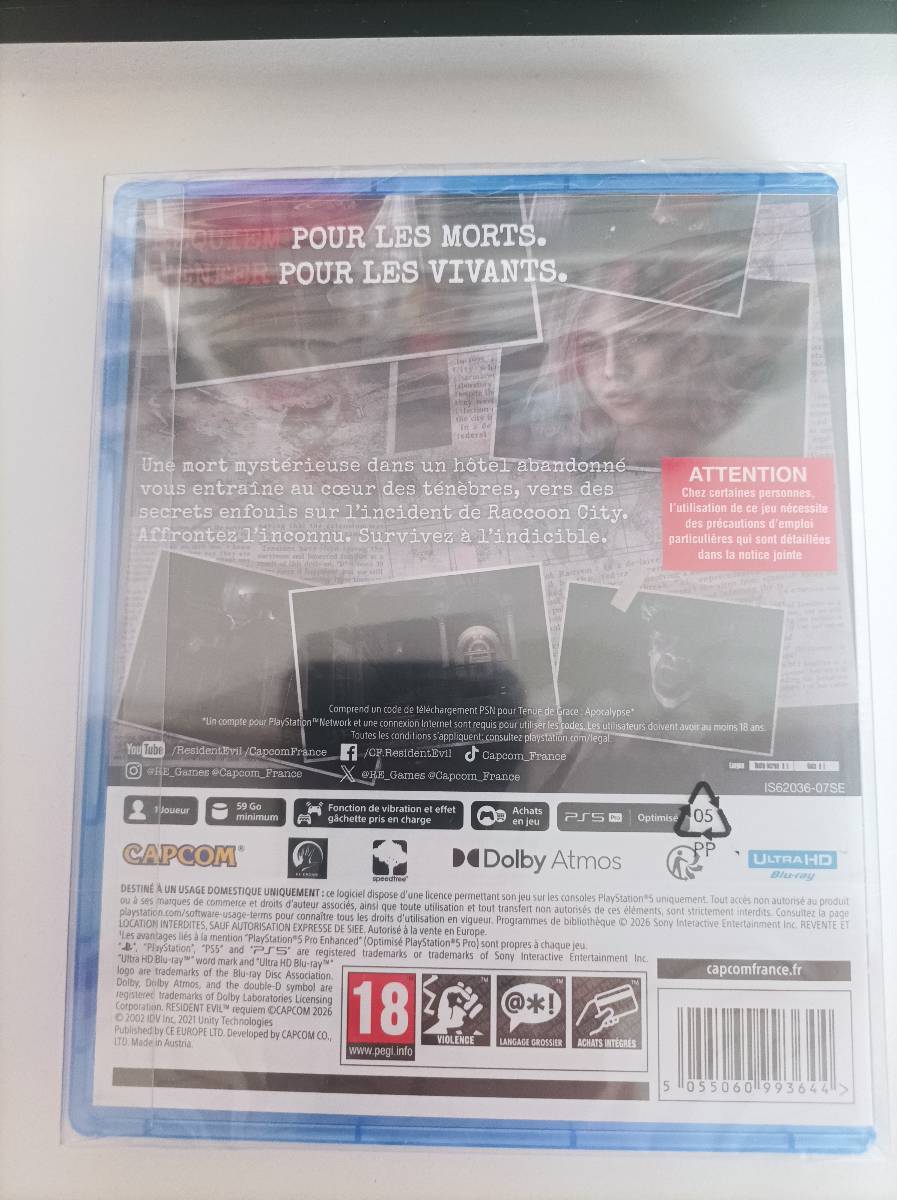 REQUIEM POUR LES MORTS.
L'ENFER POUR LES VIVANTS.
Une mort mystérieuse dans un hôtel abandonné
vous entraîne au cœur des ténèbres, vers des
secrets enfouis sur l'incident de Raccoon City.
Affrontez l'inconnu. Survivez à l'indicible.
ATTENTION
Chez certaines personnes,
l'utilisation de ce jeu nécessite
des précautions d'emploi
particulières qui sont détaillées
dans la notice jointe
Comprend un code de téléchargement PSN pour Tenue de Grace : Apocalypse*
*Un compte pour PlayStation™Network et une connexion Internet sont requis pour utiliser les codes. Les utilisateurs doivent avoir au moins 18 ans.
Toutes les conditions s'appliquent: consultez playstation.com/legal.
YouTube /ResidentEvil /CapcomFrance /CF.ResidentEvil Capcom_France
@RE_Games @Capcom_France @RE_Games @Capcom_France
IS62036-07SE
1 Joueur
59 Go
minimum
Fonction de vibration et effet
gâchette pris en charge
Achats
en jeu
PS5 Pro Optimisé
05
PP
CAPCOM®
RE ENGINE
speedtree®
Dolby Atmos
ULTRA HD
Blu-ray™
DESTINÉ À UN USAGE DOMESTIQUE UNIQUEMENT : ce logiciel dispose d'une licence permettant son jeu sur les consoles PlayStation®5 uniquement. Tout accès non autorisé au produit
ou à ses marques de commerce et droits d'auteur associés, ainsi que toute utilisation et tout transfert non autorisés de ces éléments, sont strictement interdits. Consultez la page
playstation.com/software-usage-terms pour connaître tous les droits d'utilisation en vigueur. Programmes de bibliothèque © 2026 Sony Interactive Entertainment Inc. REVENTE ET
LOCATION INTERDITES, SAUF AUTORISATION EXPRESSE DE SIEE. Autorisé à la vente en Europe.
¹Les avantages liés à la mention "PlayStation®5 Pro Enhanced" (Optimisé PlayStation®5 Pro) sont propres à chaque jeu.
"PlayStation", "PS5" and "PS5" are registered trademarks or trademarks of Sony Interactive Entertainment Inc.
"Ultra HD Blu-ray™" word mark and "Ultra HD Blu-ray™"
logo are trademarks of the Blu-ray Disc Association.
Dolby, Dolby Atmos, and the double-D symbol are
registered trademarks of Dolby Laboratories Licensing
Corporation. RESIDENT EVIL™ requiem ©CAPCOM 2026
© 2002 IDV Inc, 2021 Unity Technologies
Published by CE EUROPE LTD. Developed by CAPCOM CO.,
LTD. Made in Austria.
18
www.pegi.info
VIOLENCE
LANGAGE GROSSIER
ACHATS INTÉGRÉS
@*!
capcomfrance.fr
5 055060 993644 >